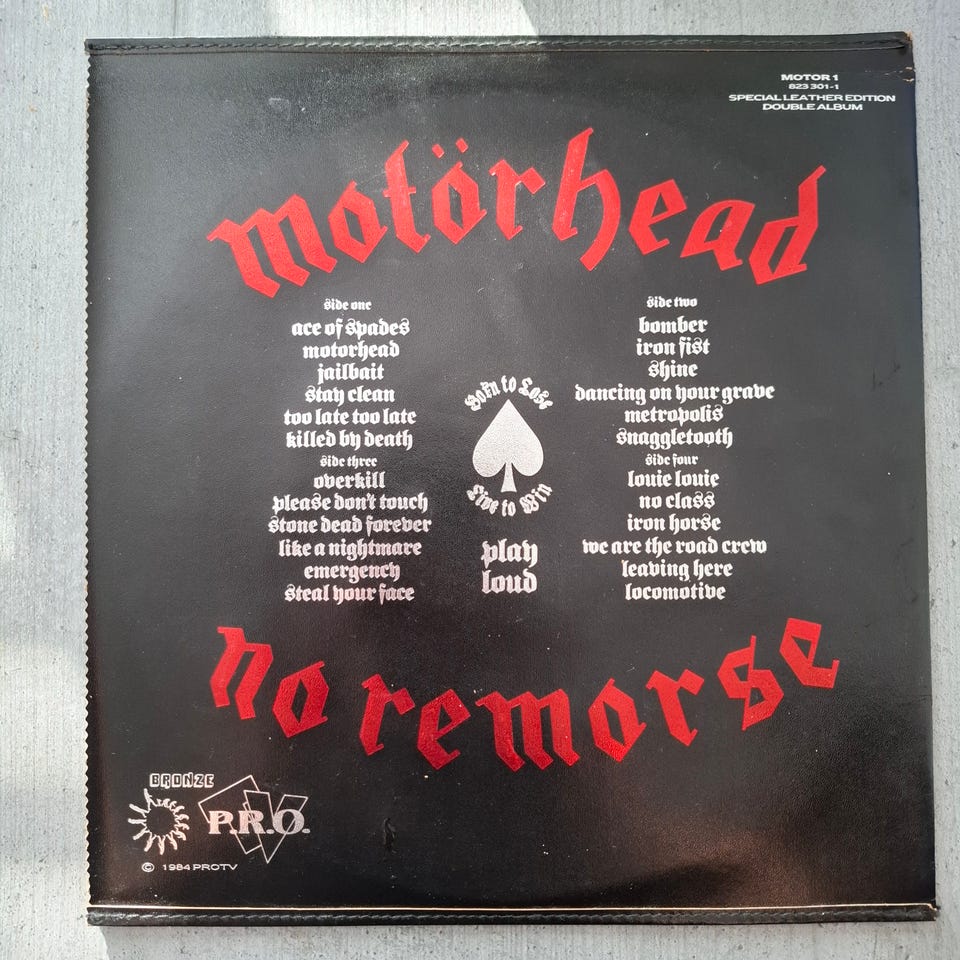 MOTOR 1
823 301-1
SPECIAL LEATHER EDITION
DOUBLE ALBUM
motörhead
side one
ace of spades
motorhead
jailbait
stay clean
too late too late
killed by death
side three
overkill
please don't touch
stone dead forever
like a nightmare
emergency
steal your face
Born to Lose
Live to Win
play
loud
side two
bomber
iron fist
shine
dancing on your grave
metropolis
snaggletooth
side four
louie louie
no class
iron horse
we are the road crew
leaving here
locomotive
no remorse
BRONZE
P.R.O.
© 1984 PROTV